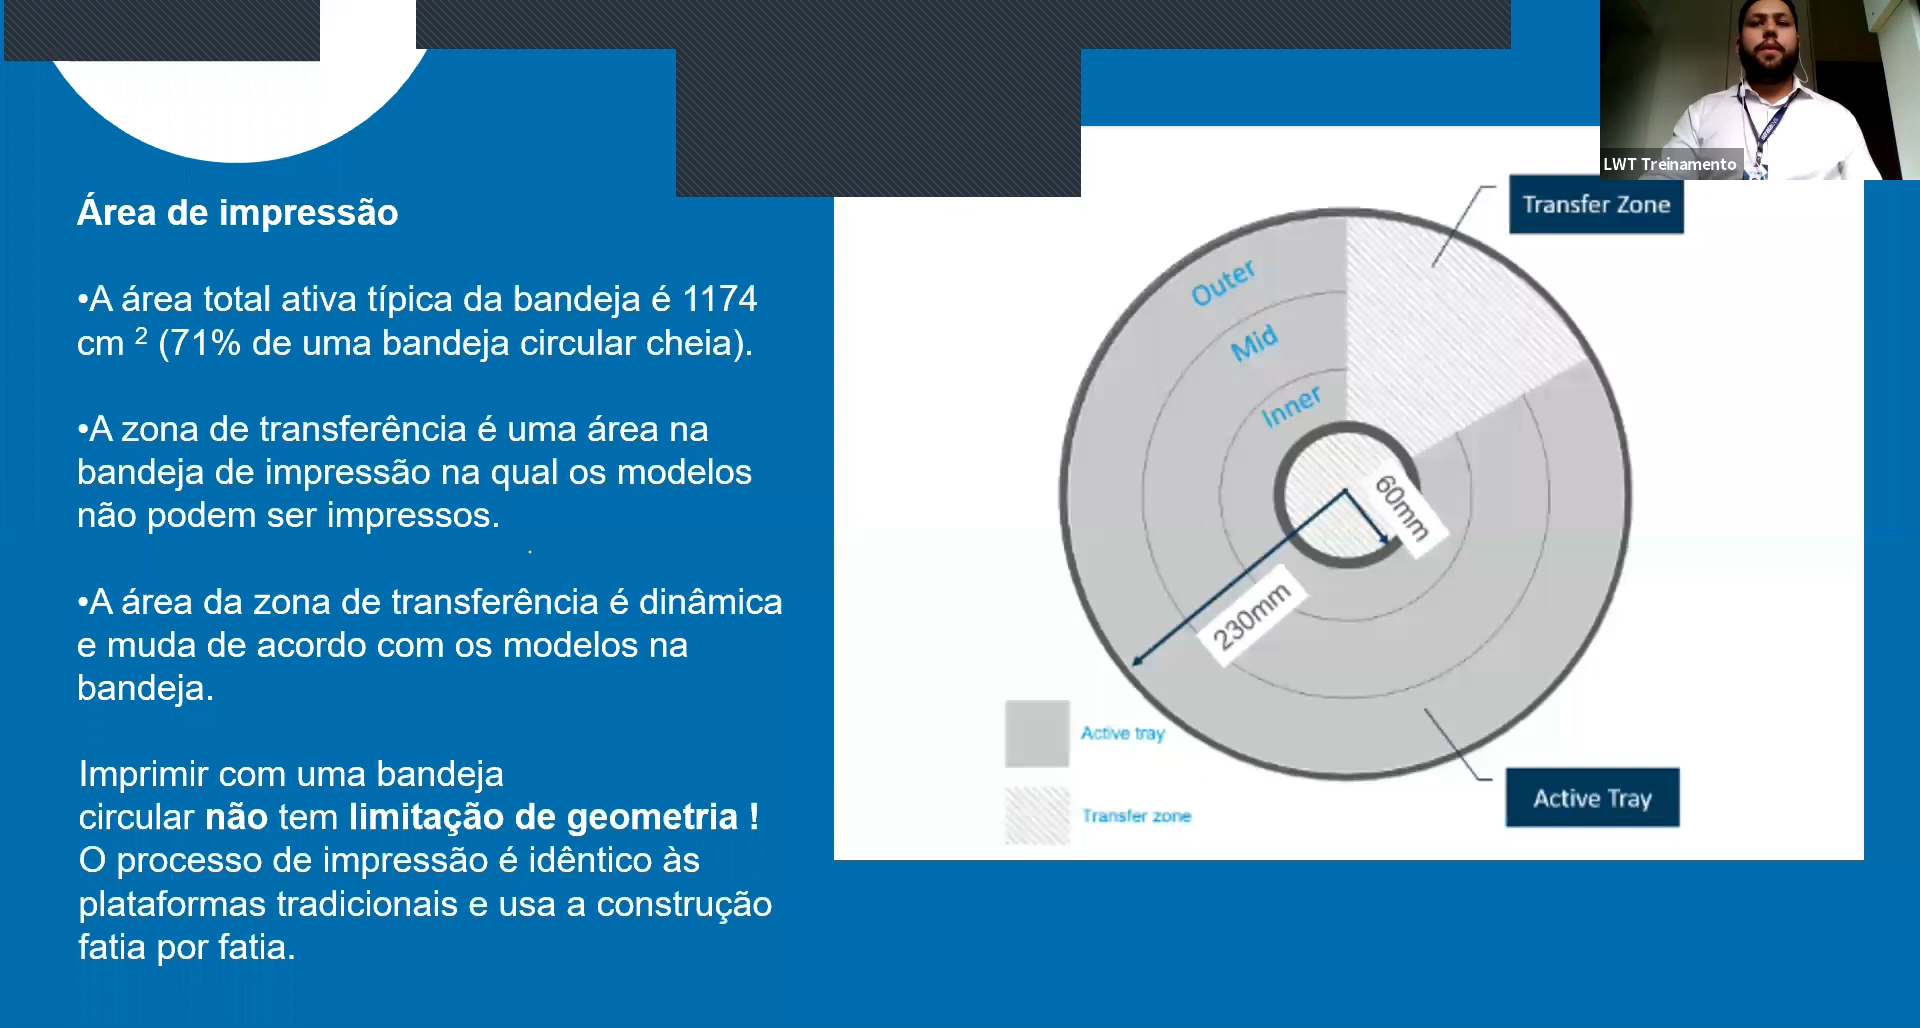 LWT Treinamento
Área de impressão
•A área total ativa típica da bandeja é 1174
cm ² (71% de uma bandeja circular cheia).
•A zona de transferência é uma área na
bandeja de impressão na qual os modelos
não podem ser impressos.
•A área da zona de transferência é dinâmica
e muda de acordo com os modelos na
bandeja.
Imprimir com uma bandeja
circular não tem limitação de geometria !
O processo de impressão é idêntico às
plataformas tradicionais e usa a construção
fatia por fatia.
Transfer Zone
Outer
Mid
Inner
60mm
230mm
Active tray
Transfer zone
Active Tray